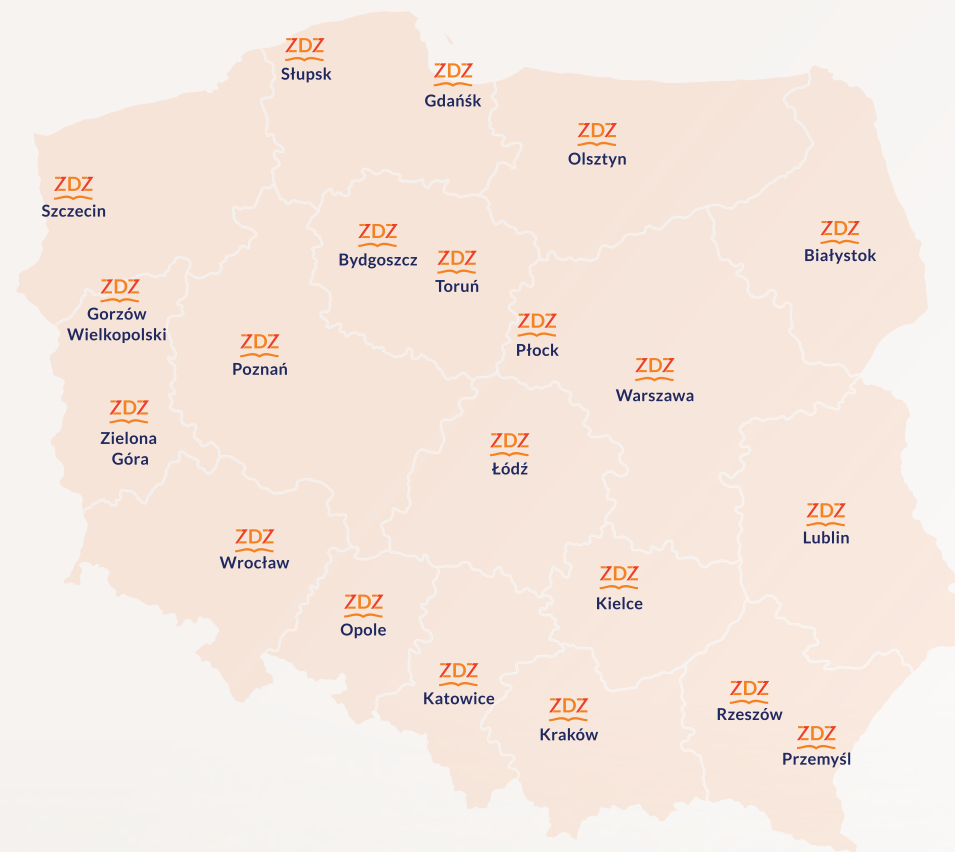 ZDZ
Słupsk
ZDZ
Gdańśk
ZDZ
Olsztyn
ZDZ
Szczecin
ZDZ
Bydgoszcz
ZDZ
Toruń
ZDZ
Białystok
ZDZ
Gorzów
Wielkopolski
ZDZ
Poznań
ZDZ
Płock
ZDZ
Warszawa
ZDZ
Zielona
Góra
ZDZ
Łódź
ZDZ
Lublin
ZDZ
Wrocław
ZDZ
Kielce
ZDZ
Opole
ZDZ
Katowice
ZDZ
Kraków
ZDZ
Rzeszów
ZDZ
Przemyśl